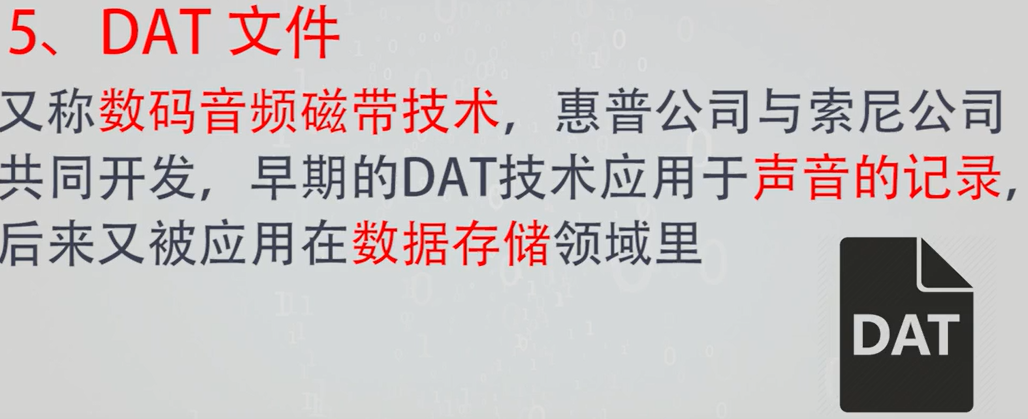 5、DAT 文件
又称数码音频磁带技术，惠普公司与索尼公司
共同开发，早期的DAT技术应用于声音的记录，
后来又被应用在数据存储领域里
DAT